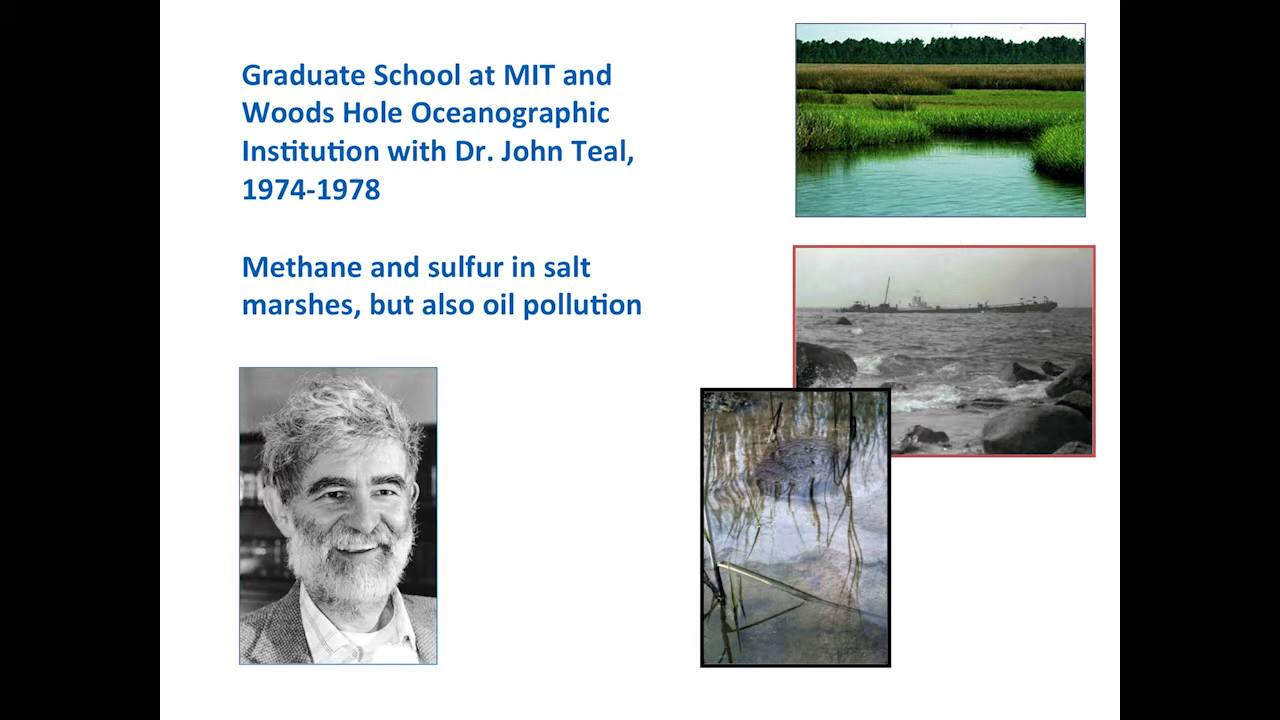 Graduate School at MIT and
Woods Hole Oceanographic
Institution with Dr. John Teal,
1974-1978
Methane and sulfur in salt
marshes, but also oil pollution